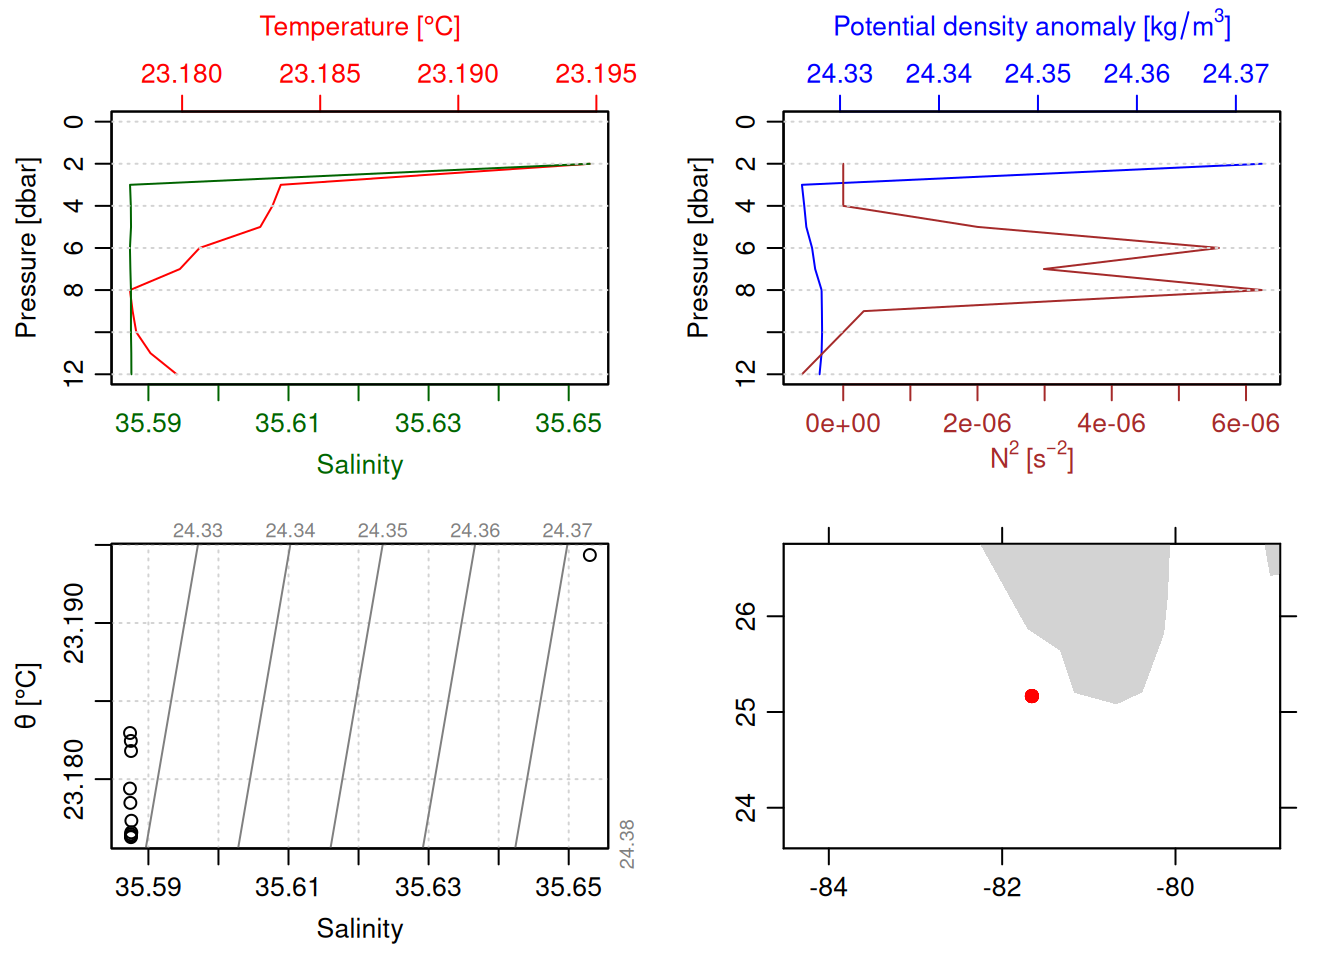 Temperature [°C]
23.180 23.185 23.190 23.195
Pressure [dbar]
0
2
4
6
8
12
35.59 35.61 35.63 35.65
Salinity
Potential density anomaly [kg/m³]
24.33 24.34 24.35 24.36 24.37
Pressure [dbar]
0
2
4
6
8
12
0e+00 2e-06 4e-06 6e-06
N² [s⁻²]
24.33 24.34 24.35 24.36 24.37
θ [°C]
23.190
23.180
24.38
35.59 35.61 35.63 35.65
Salinity
26
25
24
-84 -82 -80